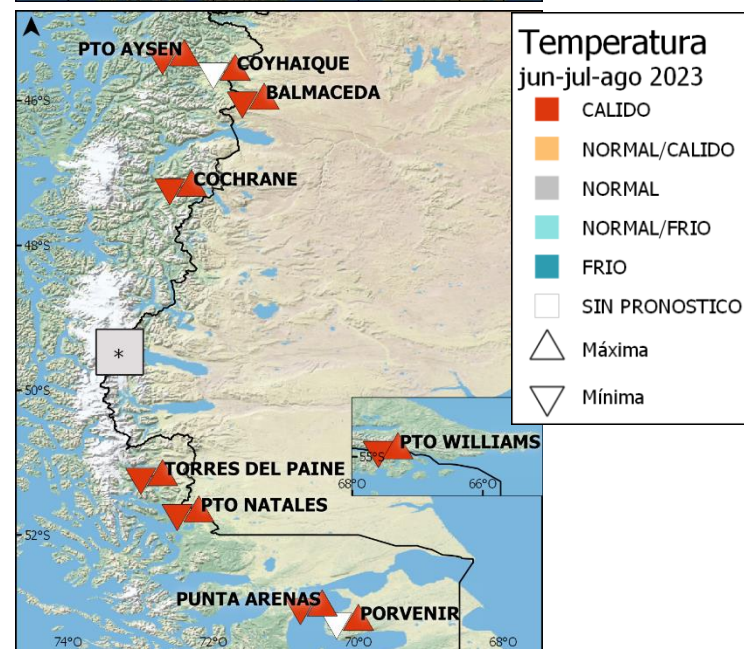 PTO AYSEN
COYHAIQUE
BALMACEDA
46°S
COCHRANE
48°S
*
50°S
PTO WILLIAMS
55°S
68°O
66°O
TORRES DEL PAINE
PTO NATALES
52°S
PUNTA ARENAS
PORVENIR
74°O
72°O
70°O
68°O
Temperatura
jun-jul-ago 2023
CALIDO
NORMAL/CALIDO
NORMAL
NORMAL/FRIO
FRIO
SIN PRONOSTICO
Máxima
Mínima